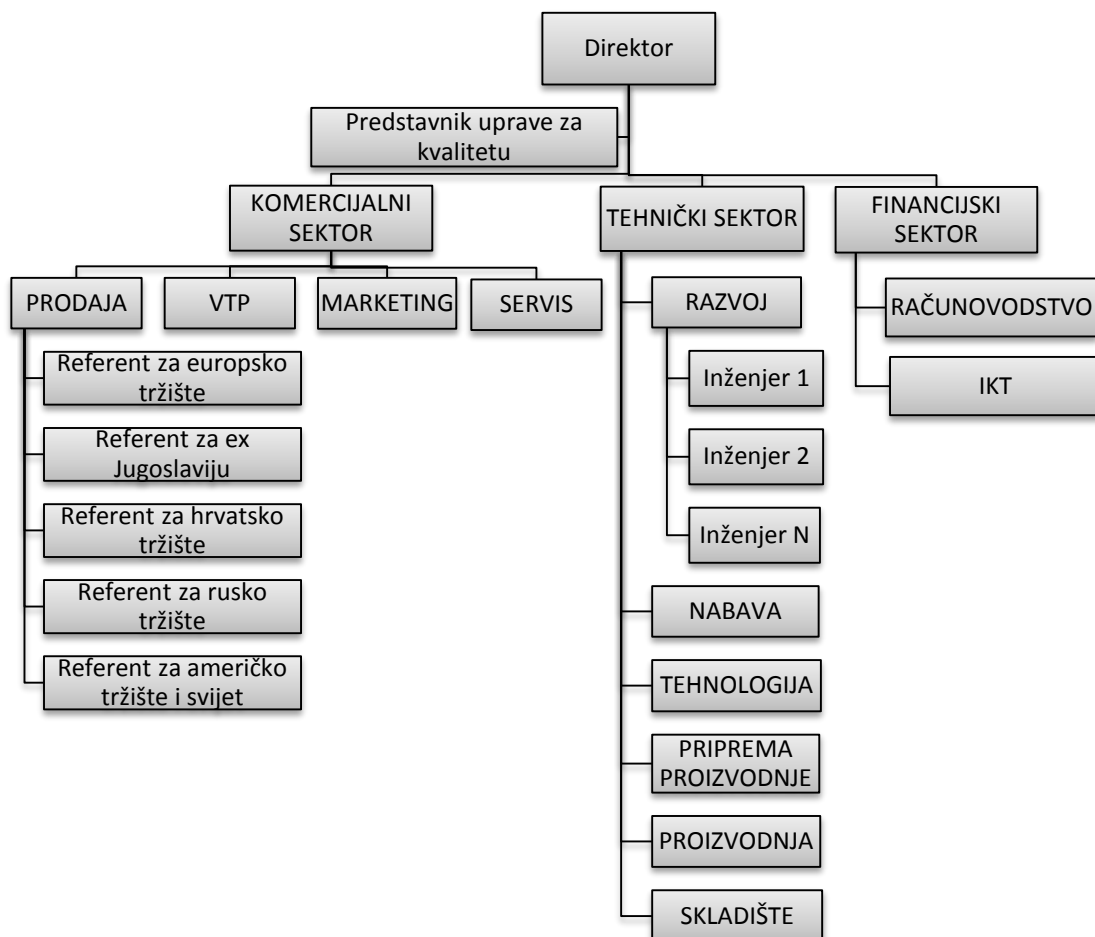 Direktor
Predstavnik uprave za
kvalitetu
KOMERCIJALNI
SEKTOR
TEHNIČKI SEKTOR
FINANCIJSKI
SEKTOR
PRODAJA
VTP
MARKETING
SERVIS
RAZVOJ
RAČUNOVODSTVO
Referent za europsko
tržište
Inženjer 1
IKT
Referent za ex
Jugoslaviju
Inženjer 2
Referent za hrvatsko
tržište
Inženjer N
Referent za rusko
tržište
NABAVA
Referent za američko
tržište i svijet
TEHNOLOGIJA
PRIPREMA
PROIZVODNJE
PROIZVODNJA
SKLADIŠTE